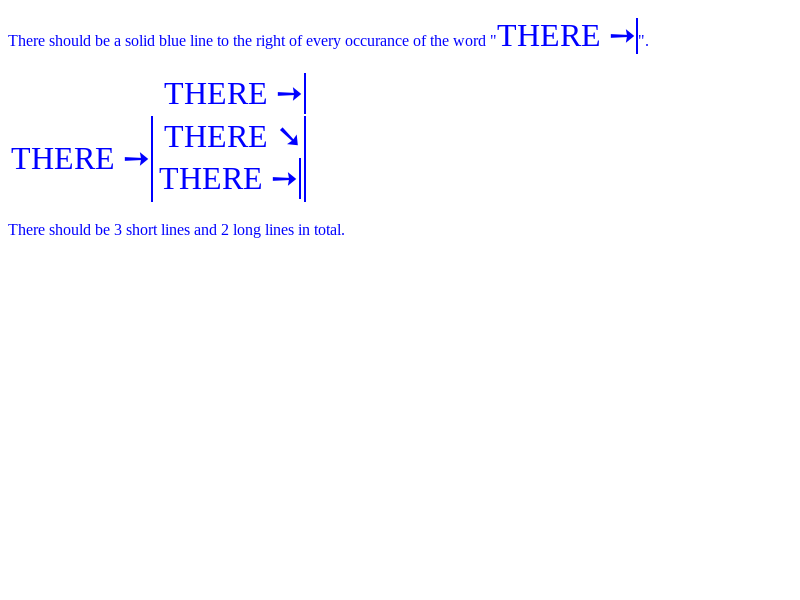 There should be a solid blue line to the right of every occurance of the word "THERE →".
THERE →
THERE ↘
THERE →
THERE →
There should be 3 short lines and 2 long lines in total.